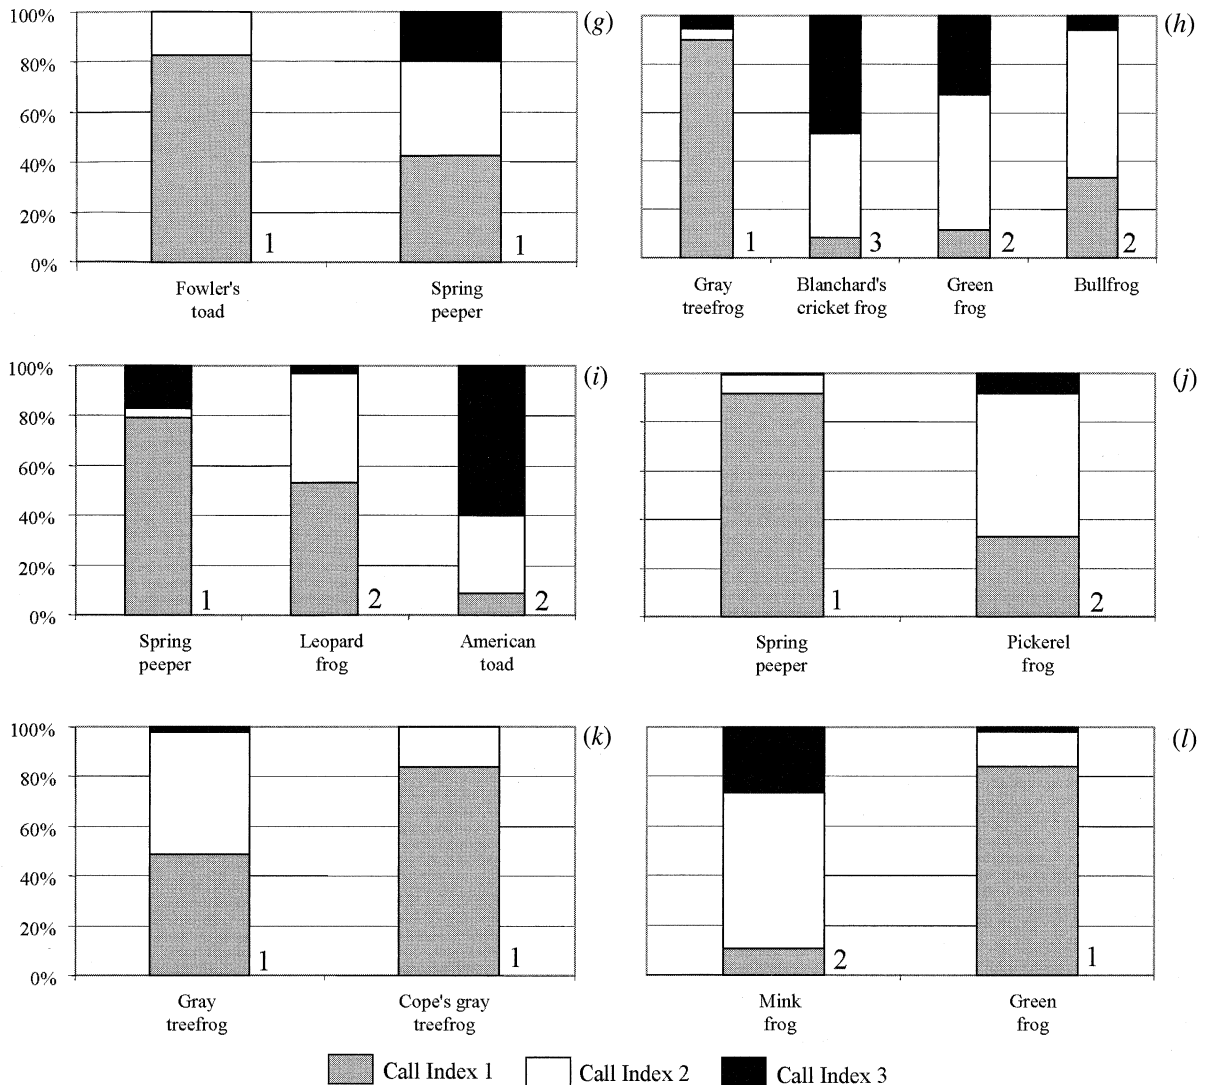 100%
80%
60%
40%
20%
0%
1
1
Fowler's
toad
Spring
peeper
(g)
1
3
2
2
Gray
treefrog
Blanchard's
cricket frog
Green
frog
Bullfrog
(h)
100%
80%
60%
40%
20%
0%
1
2
2
Spring
peeper
Leopard
frog
American
toad
(i)
1
2
Spring
peeper
Pickerel
frog
(j)
100%
80%
60%
40%
20%
0%
1
1
Gray
treefrog
Cope's gray
treefrog
(k)
2
1
Mink
frog
Green
frog
(l)
Call Index 1
Call Index 2
Call Index 3